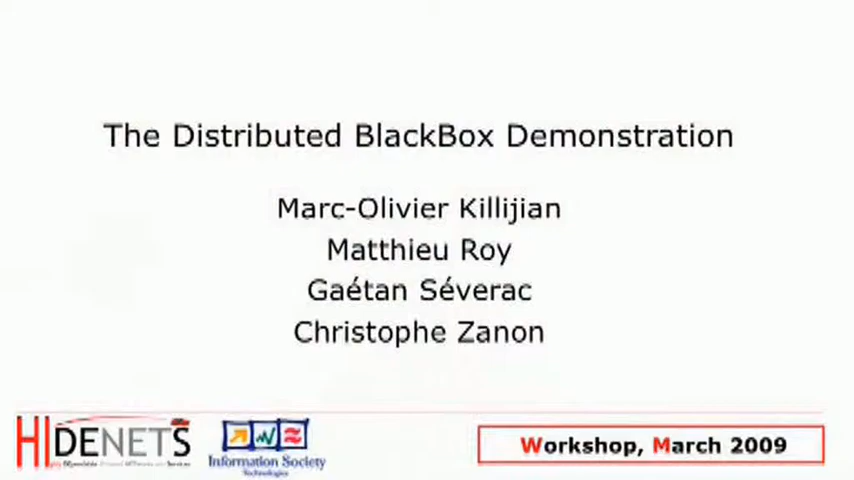 The Distributed BlackBox Demonstration
Marc-Olivier Killijian
Matthieu Roy
Gaétan Séverac
Christophe Zanon
HIDENETS
Information Society
Technologies
Workshop, March 2009